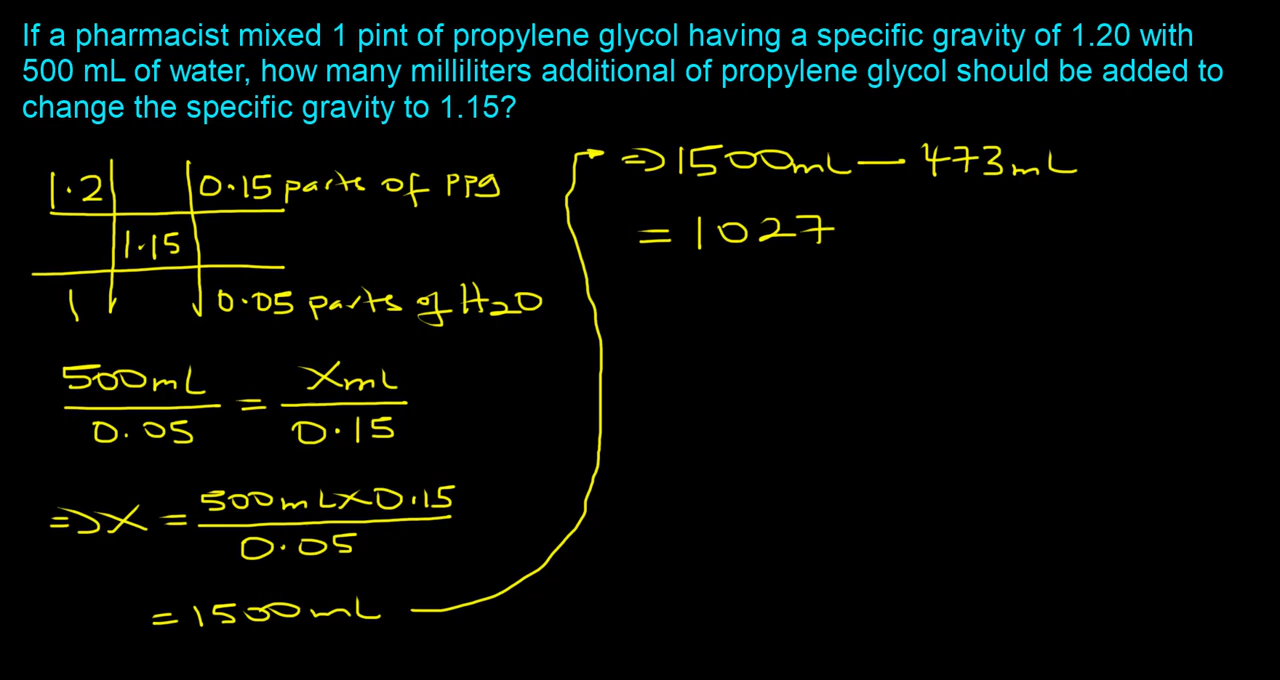 If a pharmacist mixed 1 pint of propylene glycol having a specific gravity of 1.20 with
500 mL of water, how many milliliters additional of propylene glycol should be added to
change the specific gravity to 1.15?
1.2 0.15 parts of PPg
1.15
1 0.05 parts of H2O
500mL / 0.05 = XmL / 0.15
=> X = 500mL X 0.15 / 0.05
= 1500mL
=> 1500mL - 473mL
= 1027